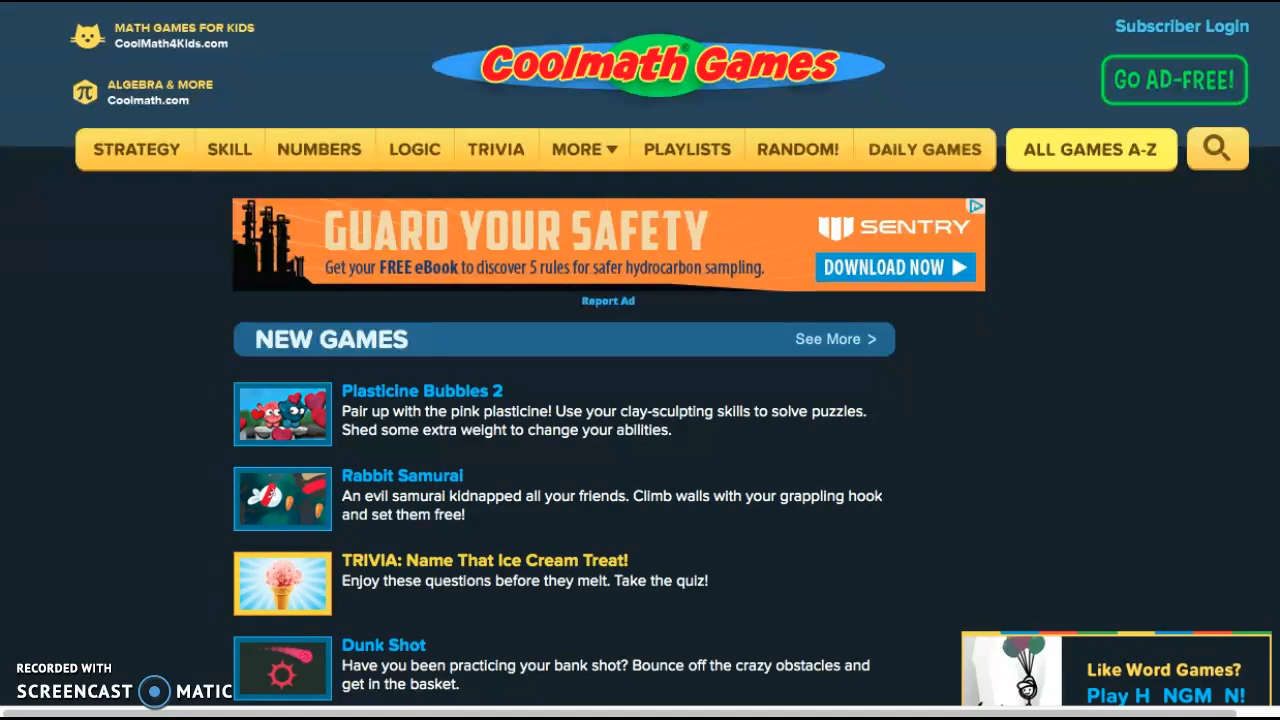 MATH GAMES FOR KIDS
CoolMath4Kids.com
ALGEBRA & MORE
Coolmath.com
Coolmath Games®
Subscriber Login
GO AD-FREE!
STRATEGY SKILL NUMBERS LOGIC TRIVIA MORE PLAYLISTS RANDOM! DAILY GAMES ALL GAMES A-Z
GUARD YOUR SAFETY
Get your FREE eBook to discover 5 rules for safer hydrocarbon sampling.
SENTRY
DOWNLOAD NOW
Report Ad
NEW GAMES
See More >
Plasticine Bubbles 2
Pair up with the pink plasticine! Use your clay-sculpting skills to solve puzzles.
Shed some extra weight to change your abilities.
Rabbit Samurai
An evil samurai kidnapped all your friends. Climb walls with your grappling hook
and set them free!
TRIVIA: Name That Ice Cream Treat!
Enjoy these questions before they melt. Take the quiz!
Dunk Shot
Have you been practicing your bank shot? Bounce off the crazy obstacles and
get in the basket.
Like Word Games?
Play H NGM N!
RECORDED WITH
SCREENCAST MATIC